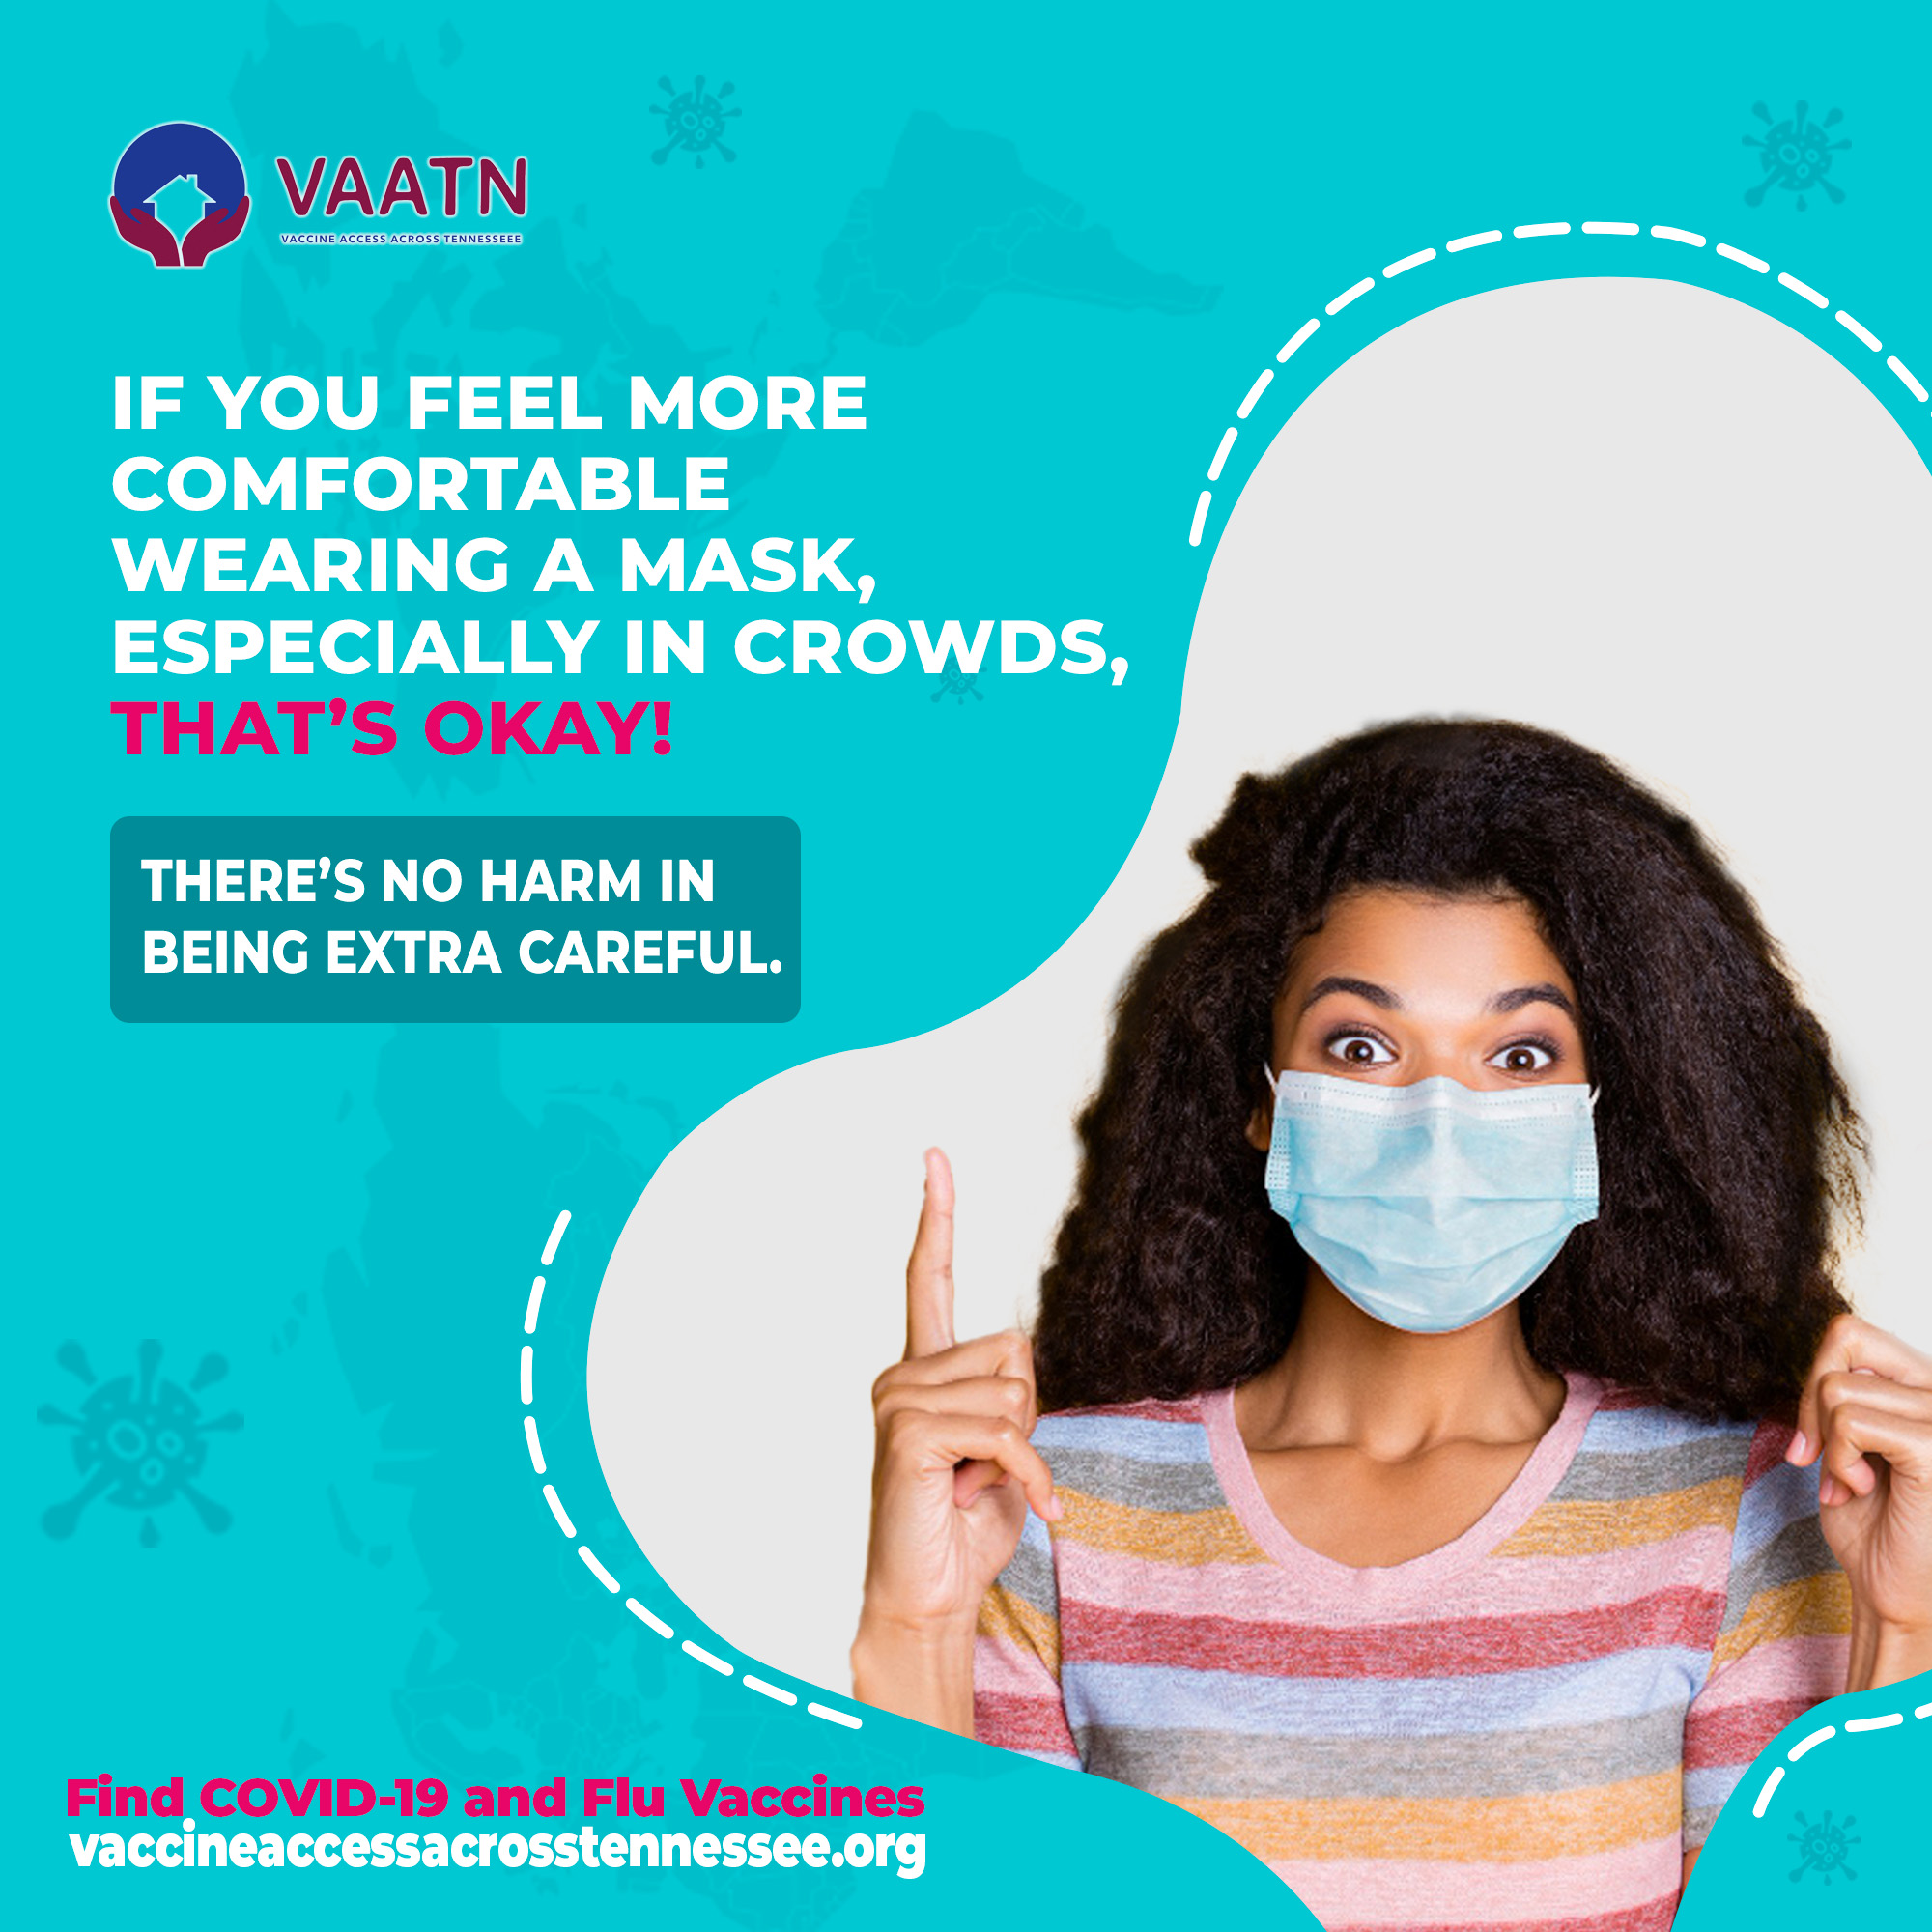 VAATN
VACCINE ACCESS ACROSS TENNESSEEE
IF YOU FEEL MORE
COMFORTABLE
WEARING A MASK,
ESPECIALLY IN CROWDS,
THAT’S OKAY!
THERE’S NO HARM IN
BEING EXTRA CAREFUL.
Find COVID-19 and Flu Vaccines
vaccineaccessacrosstennessee.org